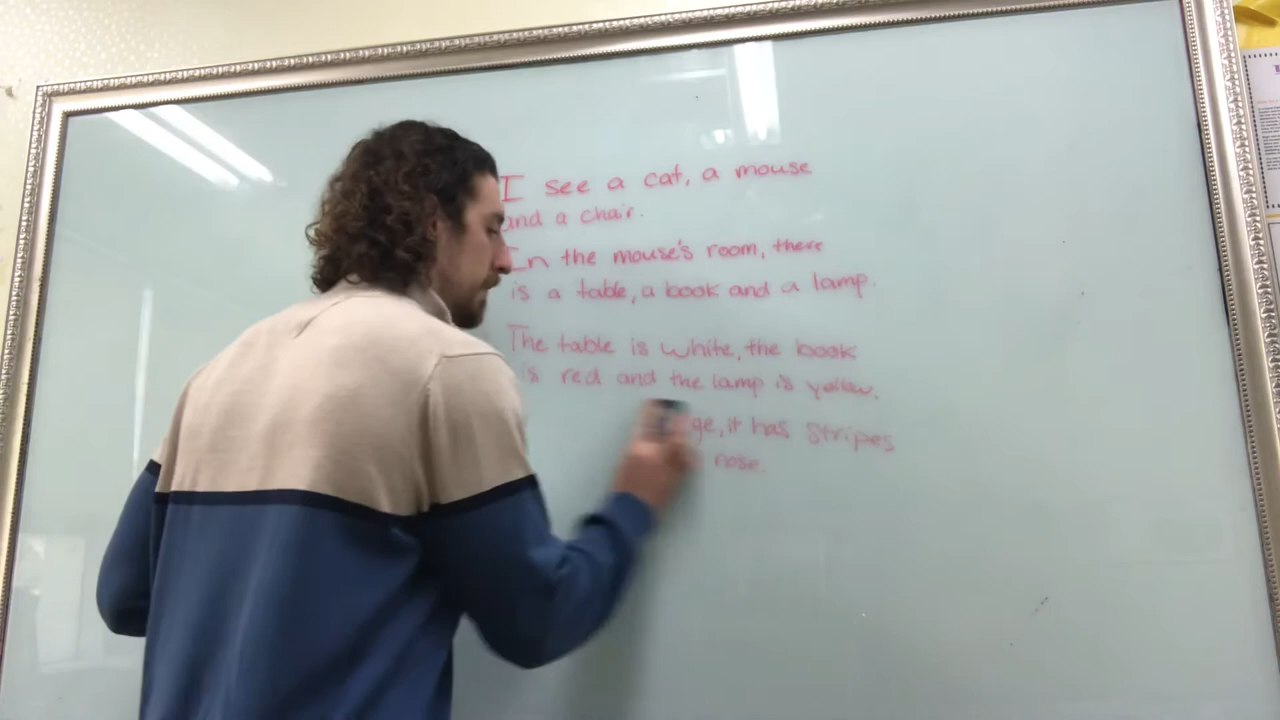 I see a cat, a mouse
and a chair.
In the mouse's room, there
is a table, a book and a lamp.
The table is white, the book
is red and the lamp is yellow.
ge, it has stripes
nose.